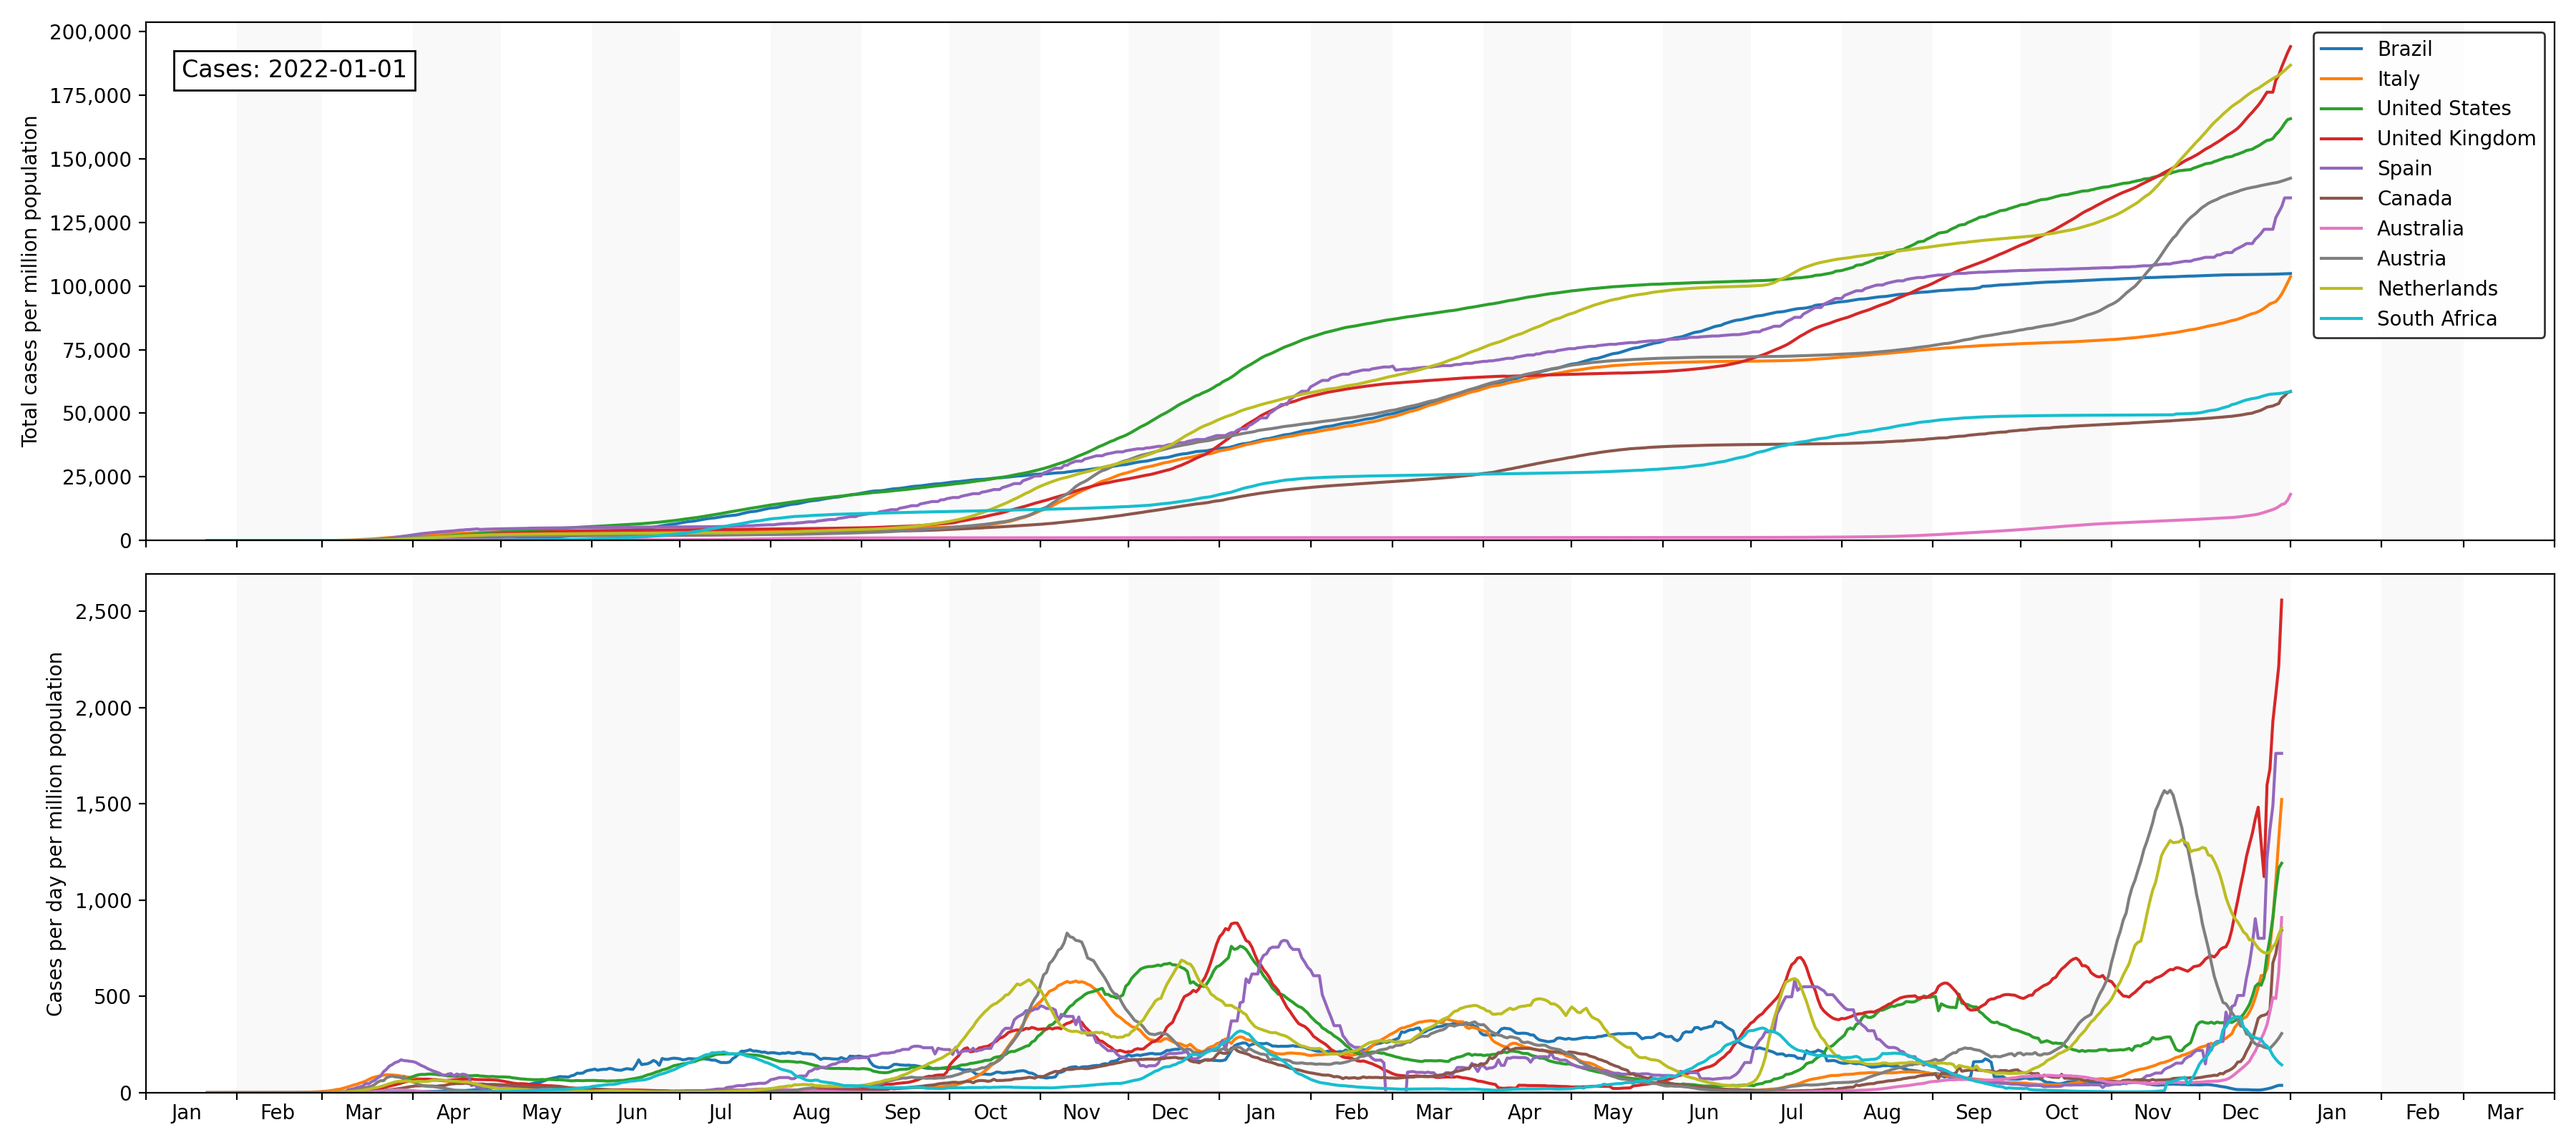 Cases: 2022-01-01
Total cases per million population
200,000
175,000
150,000
125,000
100,000
75,000
50,000
25,000
0
Brazil
Italy
United States
United Kingdom
Spain
Canada
Australia
Austria
Netherlands
South Africa
Cases per day per million population
2,500
2,000
1,500
1,000
500
0
Jan Feb Mar Apr May Jun Jul Aug Sep Oct Nov Dec Jan Feb Mar Apr May Jun Jul Aug Sep Oct Nov Dec Jan Feb Mar